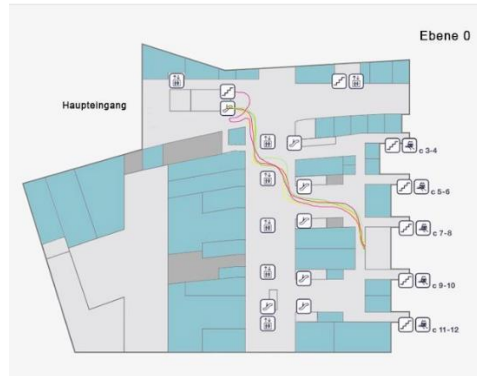 Ebene 0
Haupteingang
c 3-4
c 5-6
c 7-8
c 9-10
c 11-12